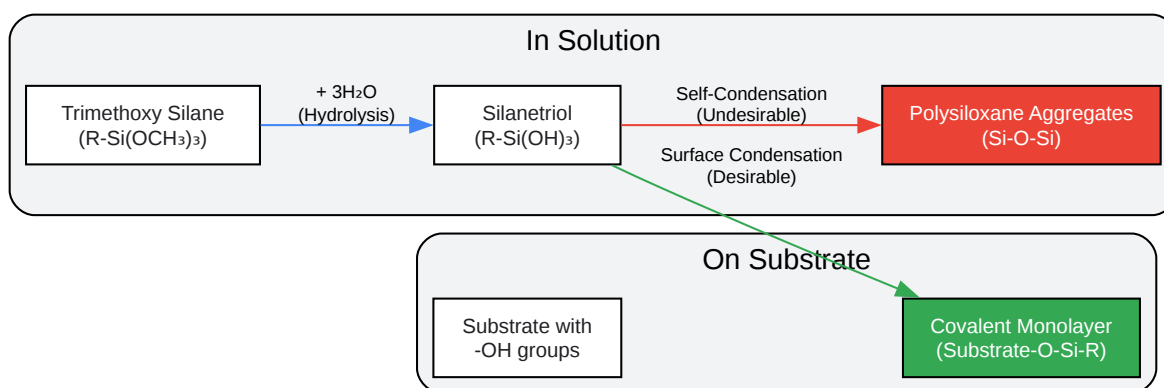 In Solution
Trimethoxy Silane
(R-Si(OCH₃)₃)
+ 3H₂O
(Hydrolysis)
Silanetriol
(R-Si(OH)₃)
Self-Condensation
(Undesirable)
Surface Condensation
(Desirable)
Polysiloxane Aggregates
(Si-O-Si)
On Substrate
Substrate with
-OH groups
Covalent Monolayer
(Substrate-O-Si-R)